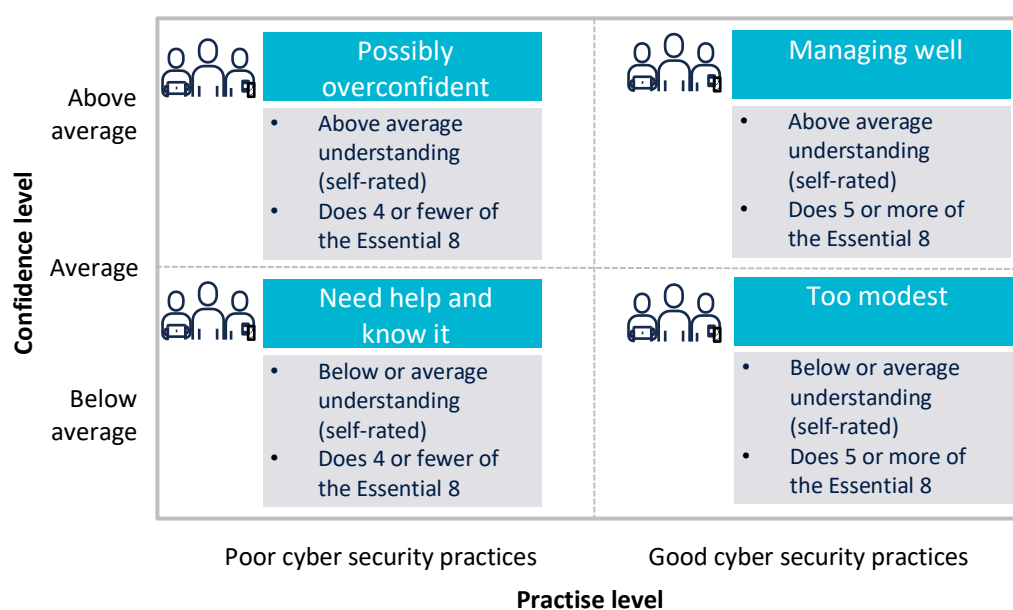 Confidence level
Above
average
Average
Below
average
Possibly
overconfident
• Above average
understanding
(self-rated)
• Does 4 or fewer of
the Essential 8
Managing well
• Above average
understanding
(self-rated)
• Does 5 or more of
the Essential 8
Need help and
know it
• Below or average
understanding
(self-rated)
• Does 4 or fewer of
the Essential 8
Too modest
• Below or average
understanding
(self-rated)
• Does 5 or more of
the Essential 8
Poor cyber security practices
Good cyber security practices
Practise level